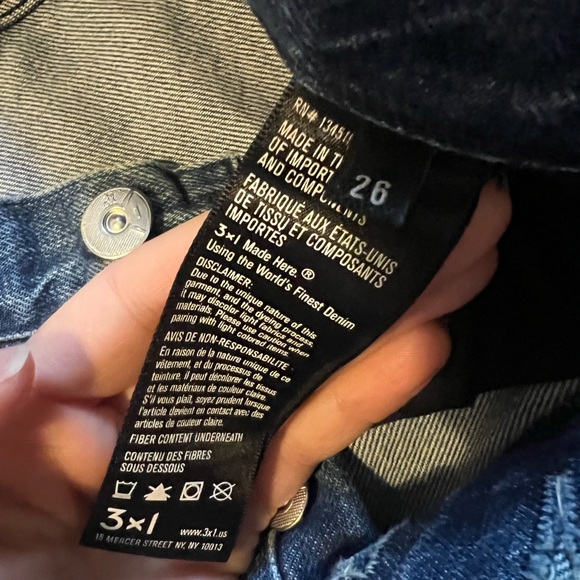 RN#
MADE IN
OF IMPORT
AND
26
FABRIQUÉ AUX ETATS-UNIS
DE TISSU ET COMPOSANTS
IMPORTÉS
3×1 Made Here. ®
Using the World's Finest Denim
DISCLAIMER:
Due to the unique nature of this
garment, and the dyeing process
it may discolor light fabrics and
materials. Please use caution when
pairing with light colored items.
AVIS DE NON-RESPONSABILITÉ:
En raison de la nature unique de ce
vêtement, et du processus de
teinture, il peut décolorer les tissus
et les matériaux de couleur claire.
S'il vous plaît, soyez prudent lorsque
l'article devient en contact avec des
articles de couleur claire.
FIBER CONTENT UNDERNEATH
CONTENU DES FIBRES
SOUS DESSOUS
3×1
www.3x1.us
15 MERCER STREET NY, NY 10013